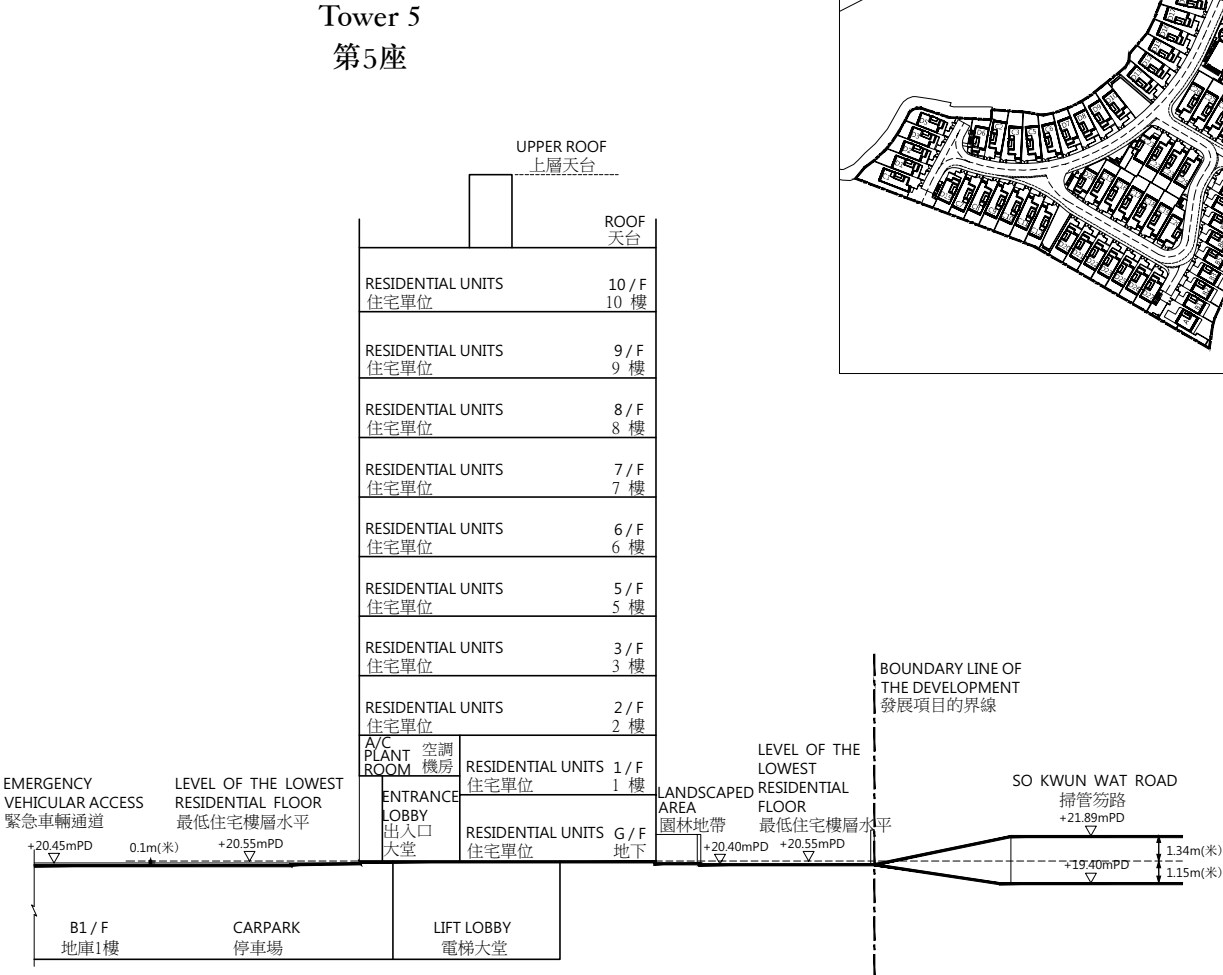 Tower 5
第5座
UPPER ROOF
上層天台
ROOF
天台
RESIDENTIAL UNITS 10 / F
住宅單位 10 樓
RESIDENTIAL UNITS 9 / F
住宅單位 9 樓
RESIDENTIAL UNITS 8 / F
住宅單位 8 樓
RESIDENTIAL UNITS 7 / F
住宅單位 7 樓
RESIDENTIAL UNITS 6 / F
住宅單位 6 樓
RESIDENTIAL UNITS 5 / F
住宅單位 5 樓
RESIDENTIAL UNITS 3 / F
住宅單位 3 樓
RESIDENTIAL UNITS 2 / F
住宅單位 2 樓
A/C
PLANT
ROOM
空調
機房
RESIDENTIAL UNITS 1 / F
住宅單位 1 樓
ENTRANCE
LOBBY
出入口
大堂
RESIDENTIAL UNITS G / F
住宅單位 地下
EMERGENCY
VEHICULAR ACCESS
緊急車輛通道
+20.45mPD
0.1m(米)
LEVEL OF THE LOWEST
RESIDENTIAL FLOOR
最低住宅樓層水平
+20.55mPD
LANDSCAPED
AREA
園林地帶
+20.40mPD
LEVEL OF THE
LOWEST
RESIDENTIAL
FLOOR
最低住宅樓層水平
+20.55mPD
BOUNDARY LINE OF
THE DEVELOPMENT
發展項目的界線
SO KWUN WAT ROAD
掃管笏路
+21.89mPD
1.34m(米)
+19.40mPD
1.15m(米)
B1 / F
地庫1樓
CARPARK
停車場
LIFT LOBBY
電梯大堂